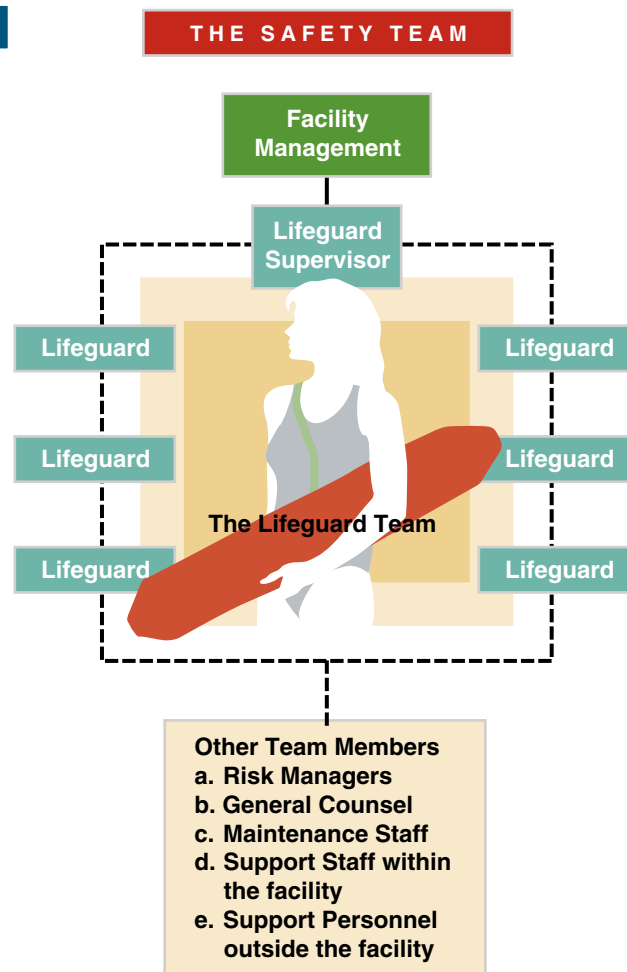 THE SAFETY TEAM
Facility
Management
Lifeguard
Supervisor
Lifeguard
Lifeguard
Lifeguard
Lifeguard
The Lifeguard Team
Lifeguard
Lifeguard
Other Team Members
a. Risk Managers
b. General Counsel
c. Maintenance Staff
d. Support Staff within
the facility
e. Support Personnel
outside the facility